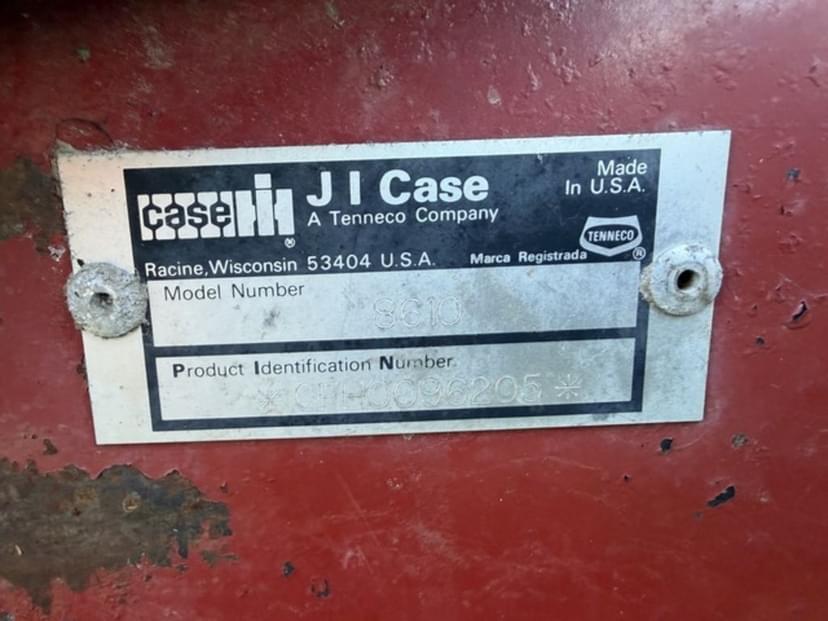 case IH ®
J I Case
A Tenneco Company
Made
In U.S.A.
TENNECO ®
Racine, Wisconsin 53404 U.S.A. Marca Registrada
Model Number
8610
Product Identification Number